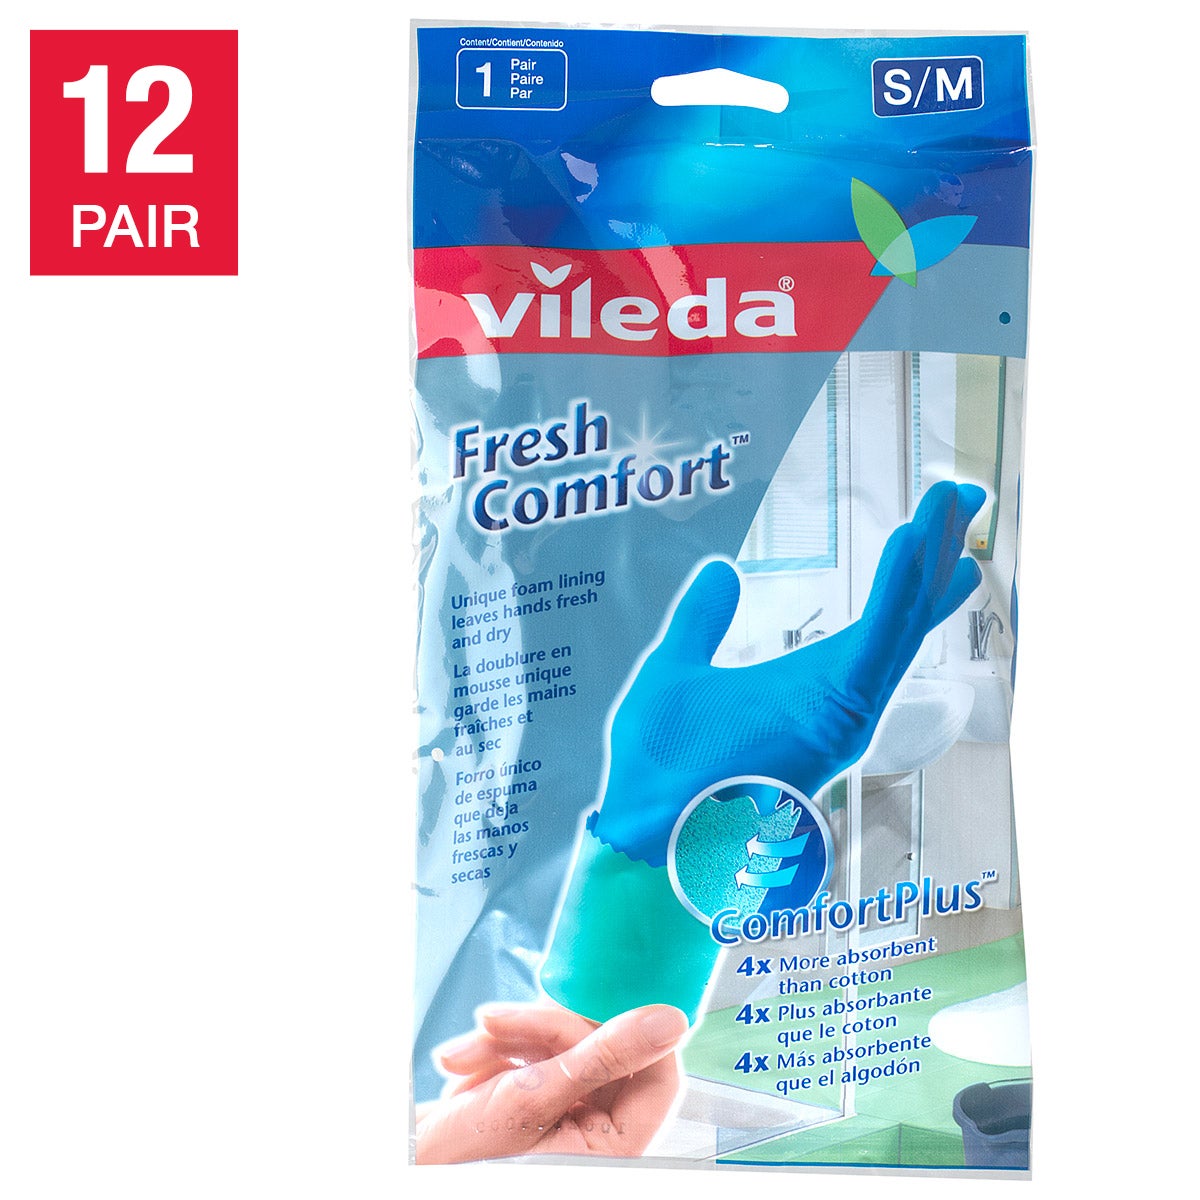 12
PAIR
Content/Contient/Contenido
1
Pair
Paire
Par
S/M
vileda®
Fresh
Comfort™
Unique foam lining
leaves hands fresh
and dry
La doublure en
mousse unique
garde les mains
fraîches et
au sec
Forro único
de espuma
que deja
las manos
frescas y
secas
ComfortPlus™
4x More absorbent
than cotton
4x Plus absorbante
que le coton
4x Más absorbente
que el algodón